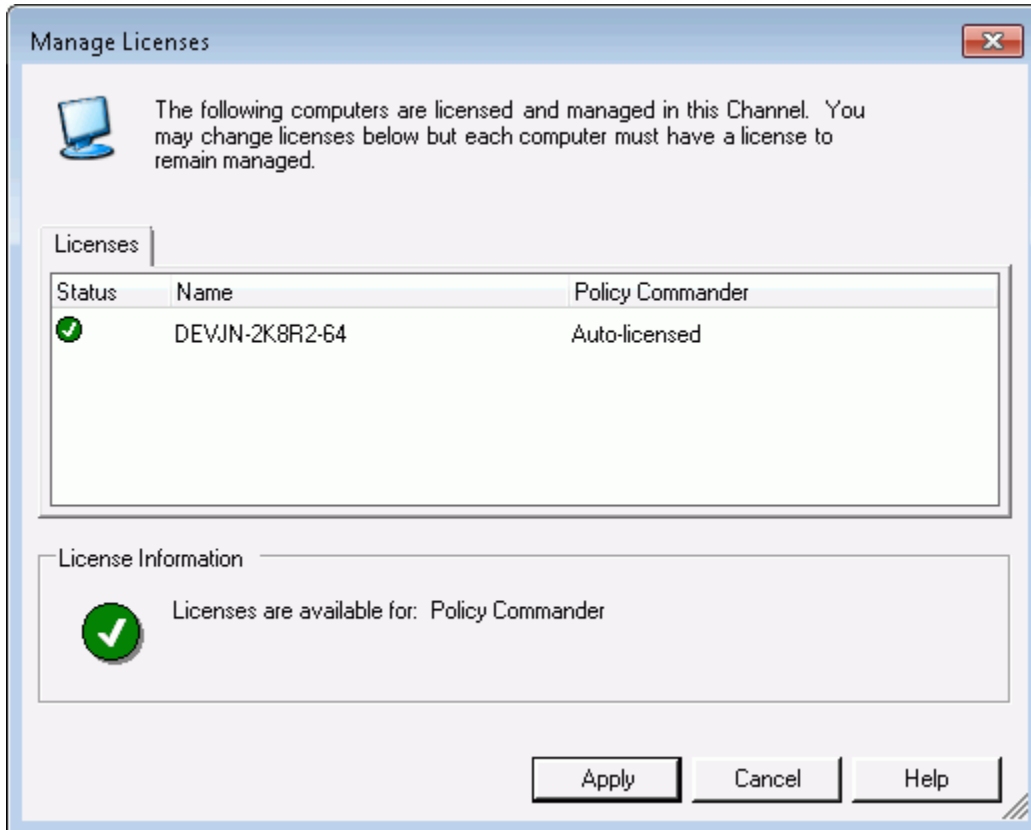 Manage Licenses
The following computers are licensed and managed in this Channel.  You
may change licenses below but each computer must have a license to
remain managed.
Licenses
Status Name Policy Commander
DEVJN-2K8R2-64 Auto-licensed
License Information
Licenses are available for:  Policy Commander
Apply Cancel Help